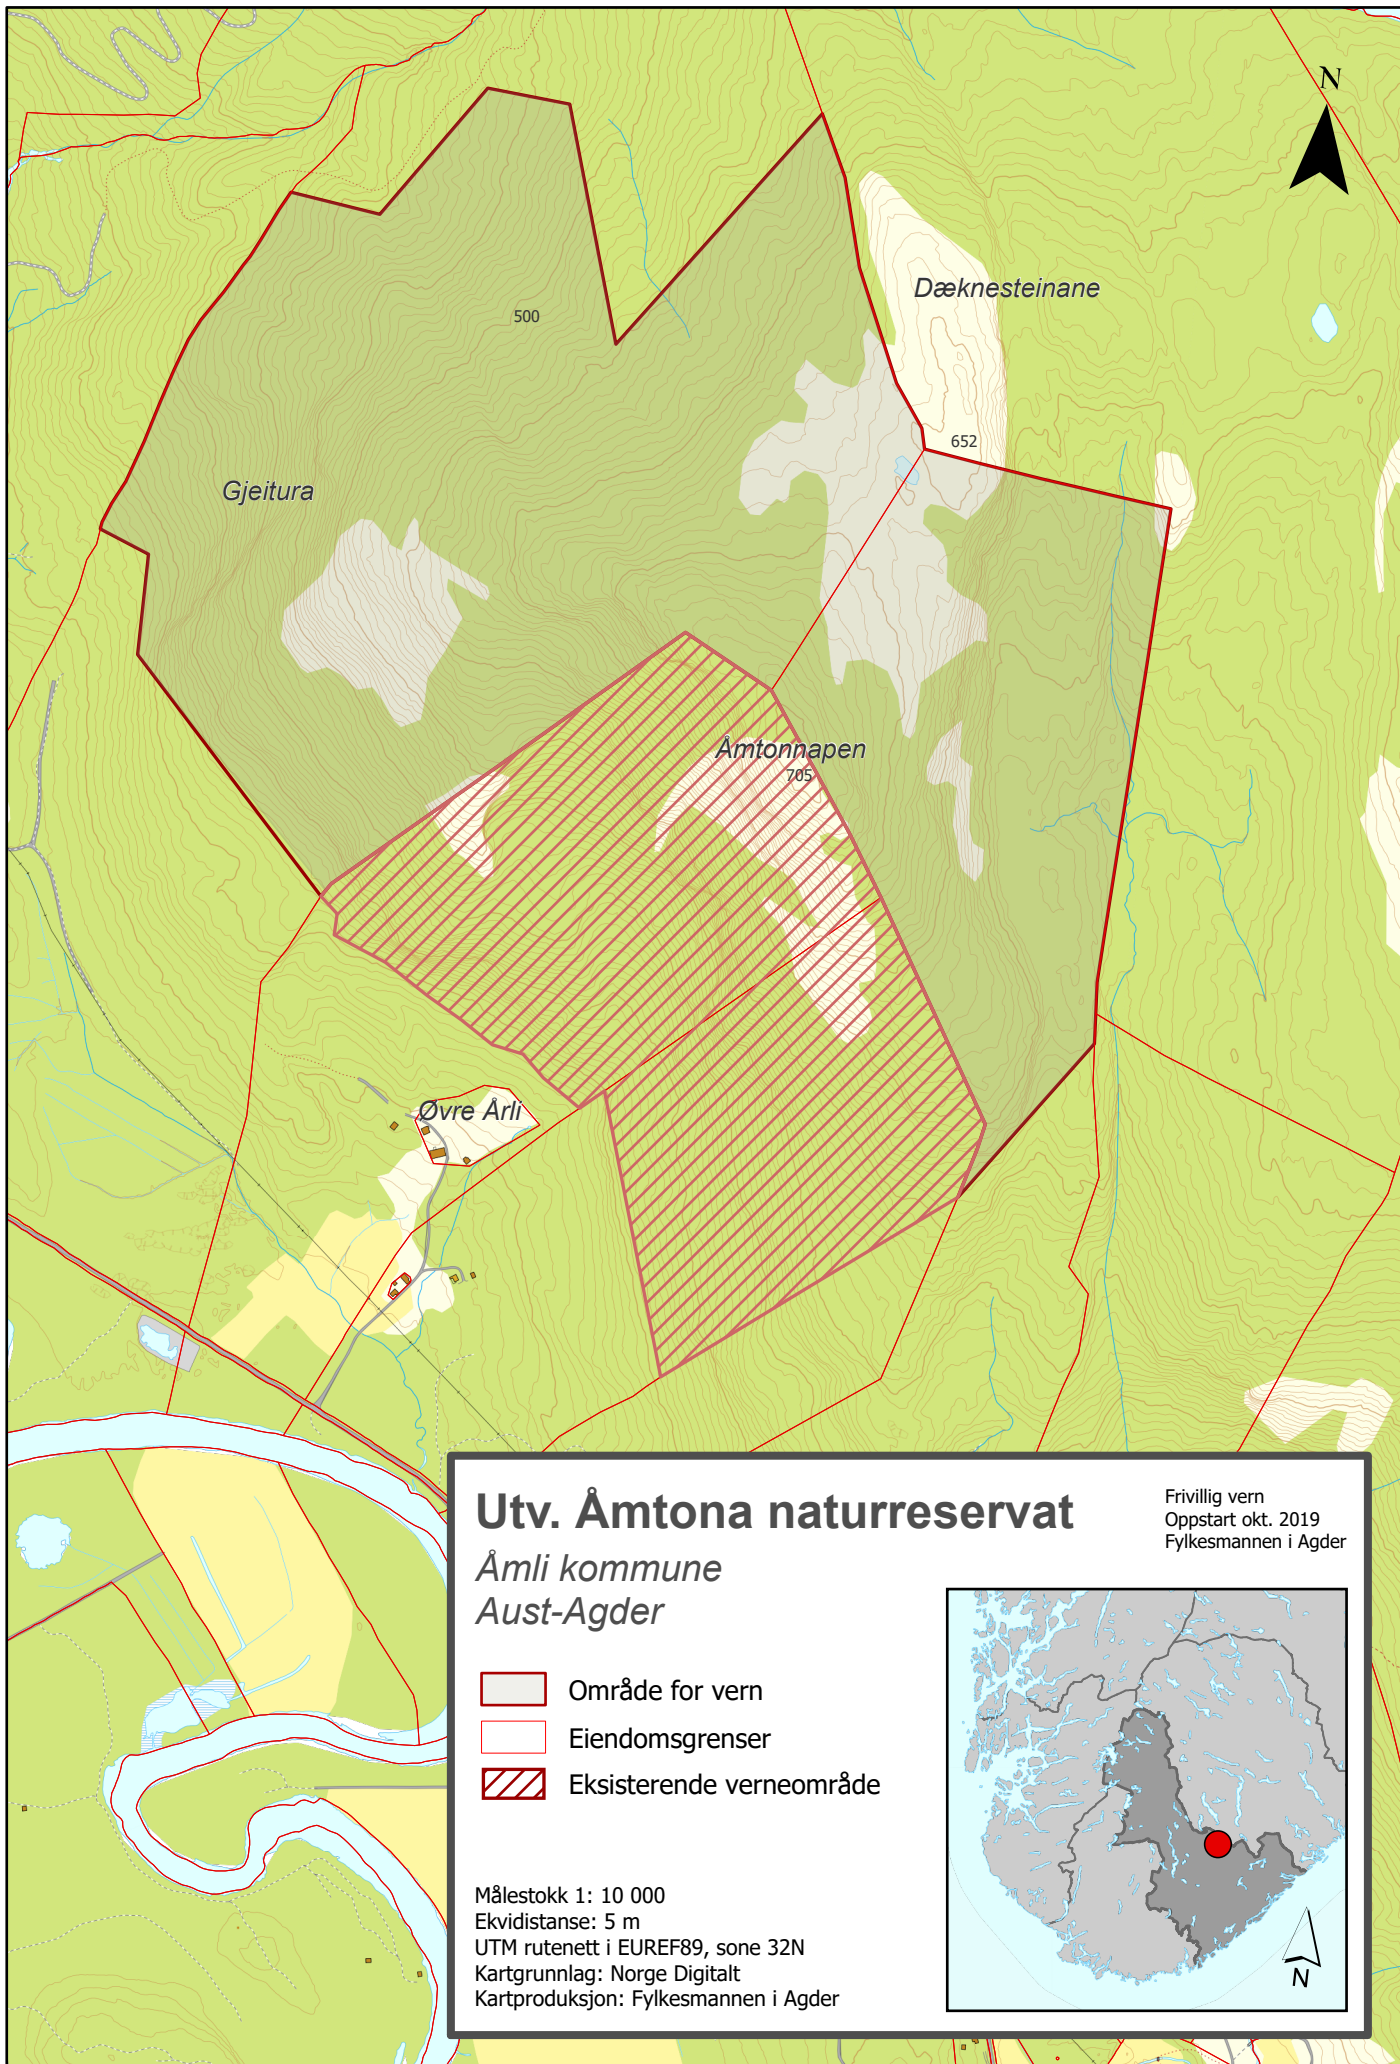 N
Dæknesteinane
500
652
Gjeitura
Åmtonnapen
705
Øvre Årli
Utv. Åmtona naturreservat
Frivillig vern
Oppstart okt. 2019
Fylkesmannen i Agder
Åmli kommune
Aust-Agder
Område for vern
Eiendomsgrenser
Eksisterende verneområde
Målestokk 1: 10 000
Ekvidistanse: 5 m
UTM rutenett i EUREF89, sone 32N
Kartgrunnlag: Norge Digitalt
Kartproduksjon: Fylkesmannen i Agder
N